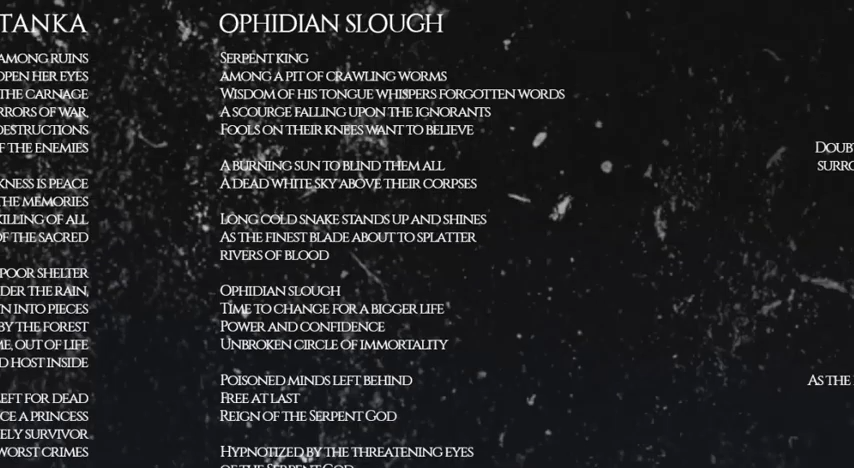 TANKA
AMONG RUINS
OPEN HER EYES
THE CARNAGE
RRORS OF WAR
DESTRUCTIONS
F THE ENEMIES
KNESS IS PEACE
THE MEMORIES
KILLING OF ALL
OF THE SACRED
POOR SHELTER
DER THE RAIN,
N INTO PIECES
BY THE FOREST
ME, OUT OF LIFE
D HOST INSIDE
LEFT FOR DEAD
CE A PRINCESS
ELY SURVIVOR
WORST CRIMES
OPHIDIAN SLOUGH
SERPENT KING
AMONG A PIT OF CRAWLING WORMS
WISDOM OF HIS TONGUE WHISPERS FORGOTTEN WORDS
A SCOURGE FALLING UPON THE IGNORANTS
FOOLS ON THEIR KNEES WANT TO BELIEVE
A BURNING SUN TO BLIND THEM ALL
A DEAD WHITE SKY ABOVE THEIR CORPSES
LONG COLD SNAKE STANDS UP AND SHINES
AS THE FINEST BLADE ABOUT TO SPLATTER
RIVERS OF BLOOD
OPHIDIAN SLOUGH
TIME TO CHANGE FOR A BIGGER LIFE
POWER AND CONFIDENCE
UNBROKEN CIRCLE OF IMMORTALITY
POISONED MINDS LEFT BEHIND
FREE AT LAST
REIGN OF THE SERPENT GOD
HYPNOTIZED BY THE THREATENING EYES
OF THE SERPENT GOD
DOUBT
SURRO
AS THE